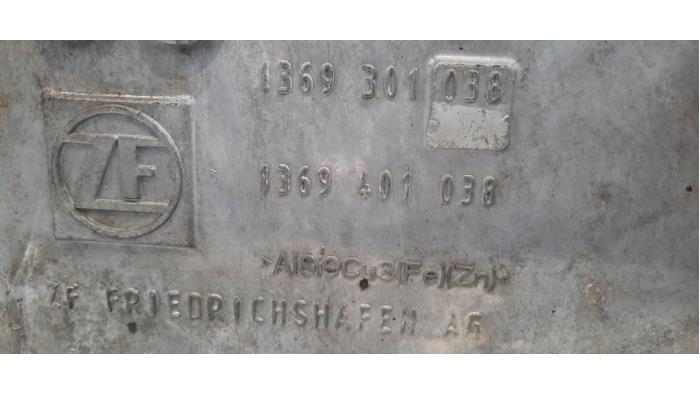 1369 301 038
ZF
1369 401 038
>AlSi9Cu3(Fe)(Zn)<
ZF FRIEDRICHSHAFEN AG